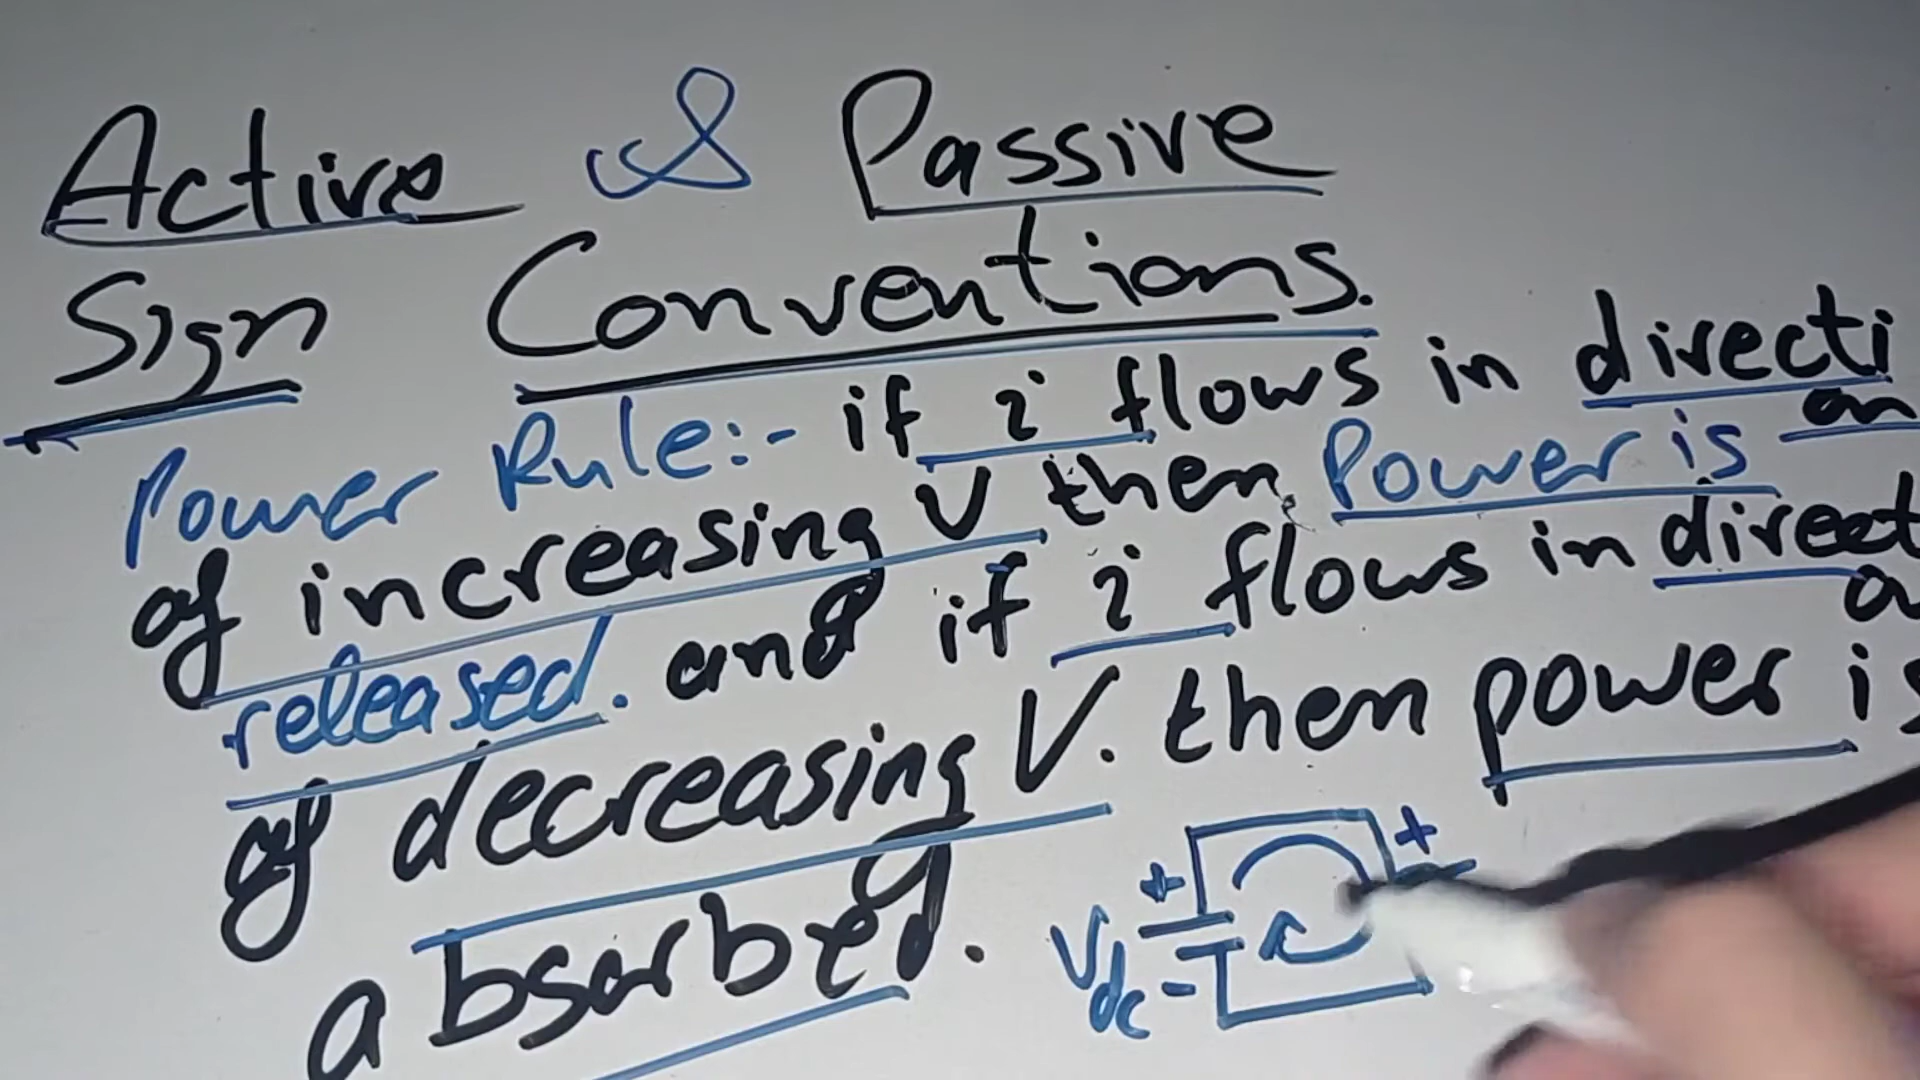 Active & Passive
Sign Conventions.
Power Rule:- if i flows in directi
on
of increasing V then Power is
released. and if i flows in direct
of decreasing V. then power is
absorbed.
+ +
Vdc -